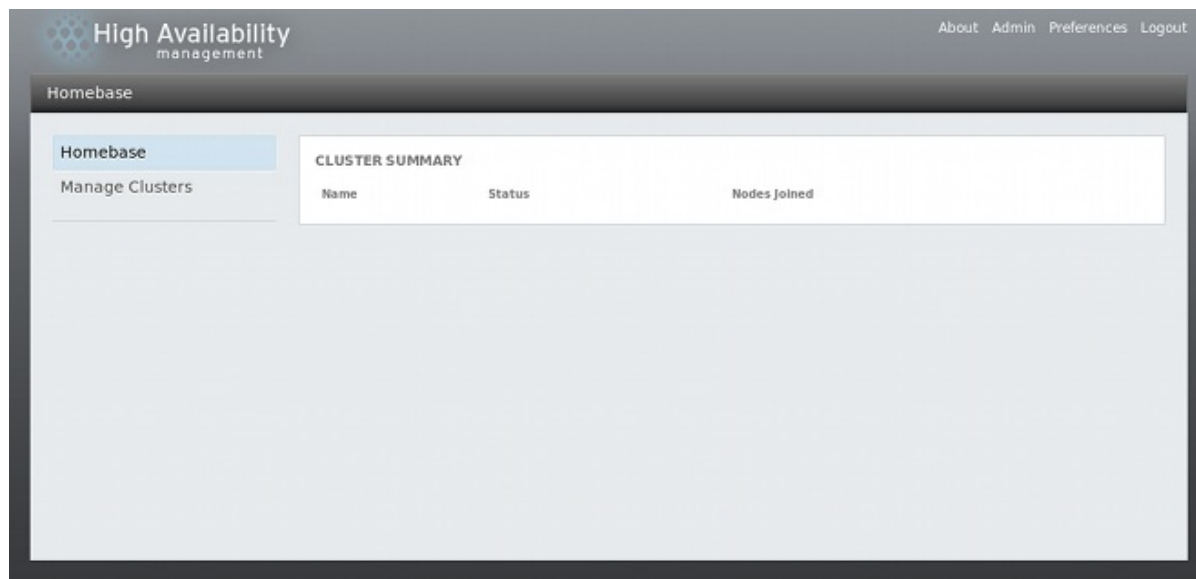 High Availability
management
About Admin Preferences Logout
Homebase
Homebase
Manage Clusters
CLUSTER SUMMARY
Name Status Nodes Joined